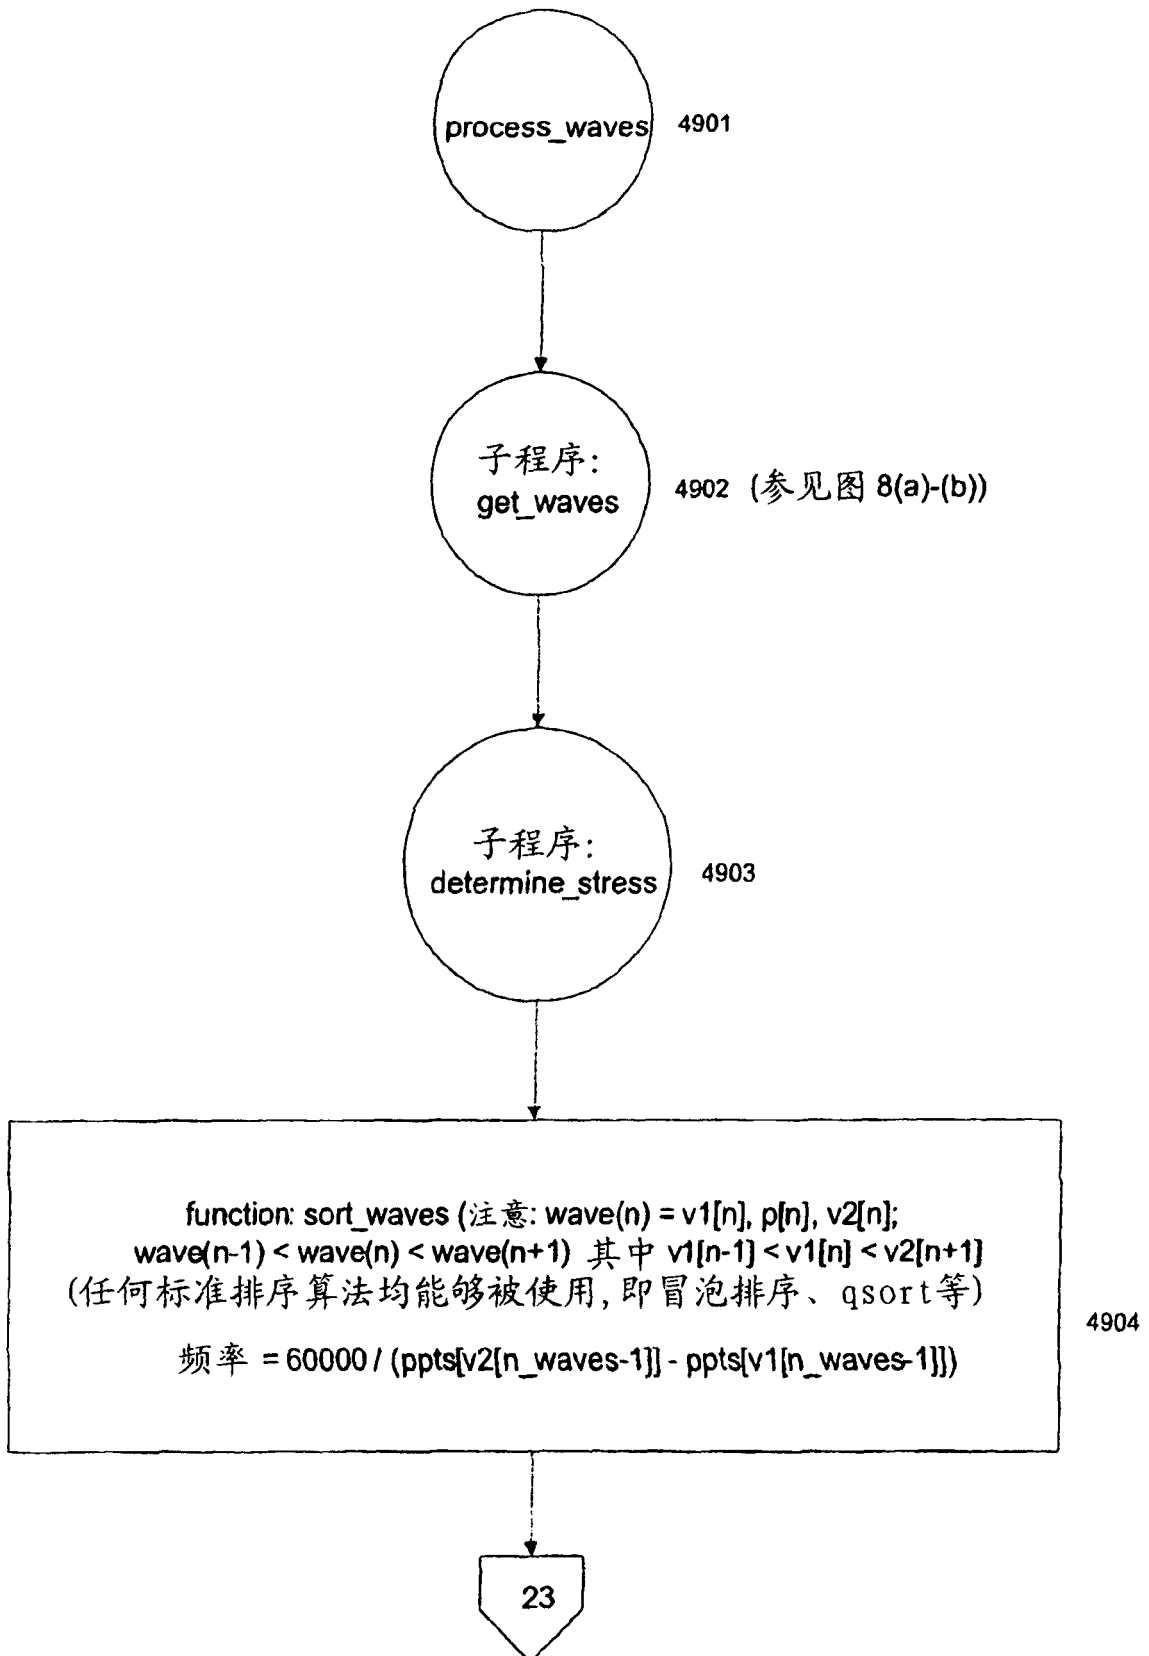 process_waves 4901
子程序:
get_waves
4902 (参见图 8(a)-(b))
子程序:
determine_stress
4903
function: sort_waves (注意: wave(n) = v1[n], p[n], v2[n];
wave(n-1) < wave(n) < wave(n+1) 其中 v1[n-1] < v1[n] < v2[n+1]
(任何标准排序算法均能够被使用, 即冒泡排序、qsort等)
频率 = 60000 / (ppts[v2[n_waves-1]] - ppts[v1[n_waves-1]])
4904
23